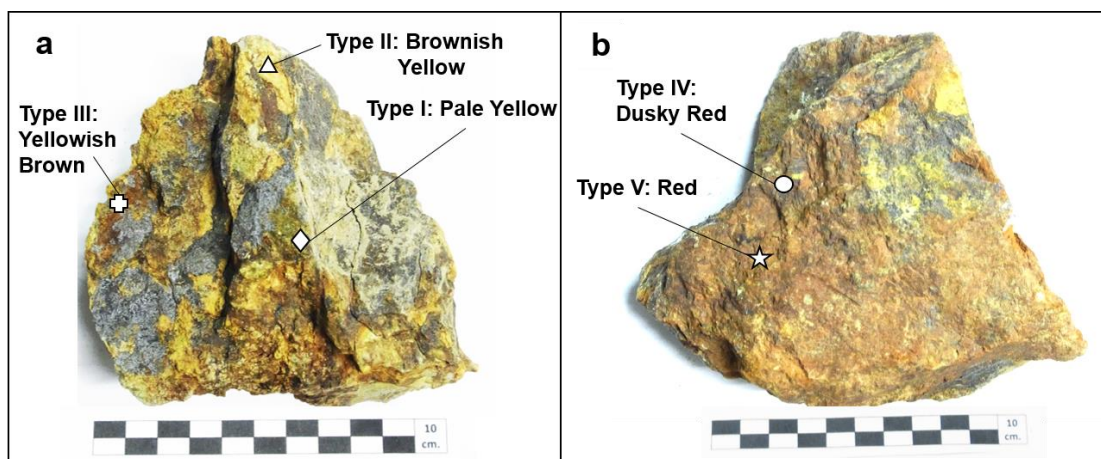 a
Type II: Brownish
Yellow
Type I: Pale Yellow
Type III:
Yellowish
Brown
10
cm.
b
Type IV:
Dusky Red
Type V: Red
10
cm.